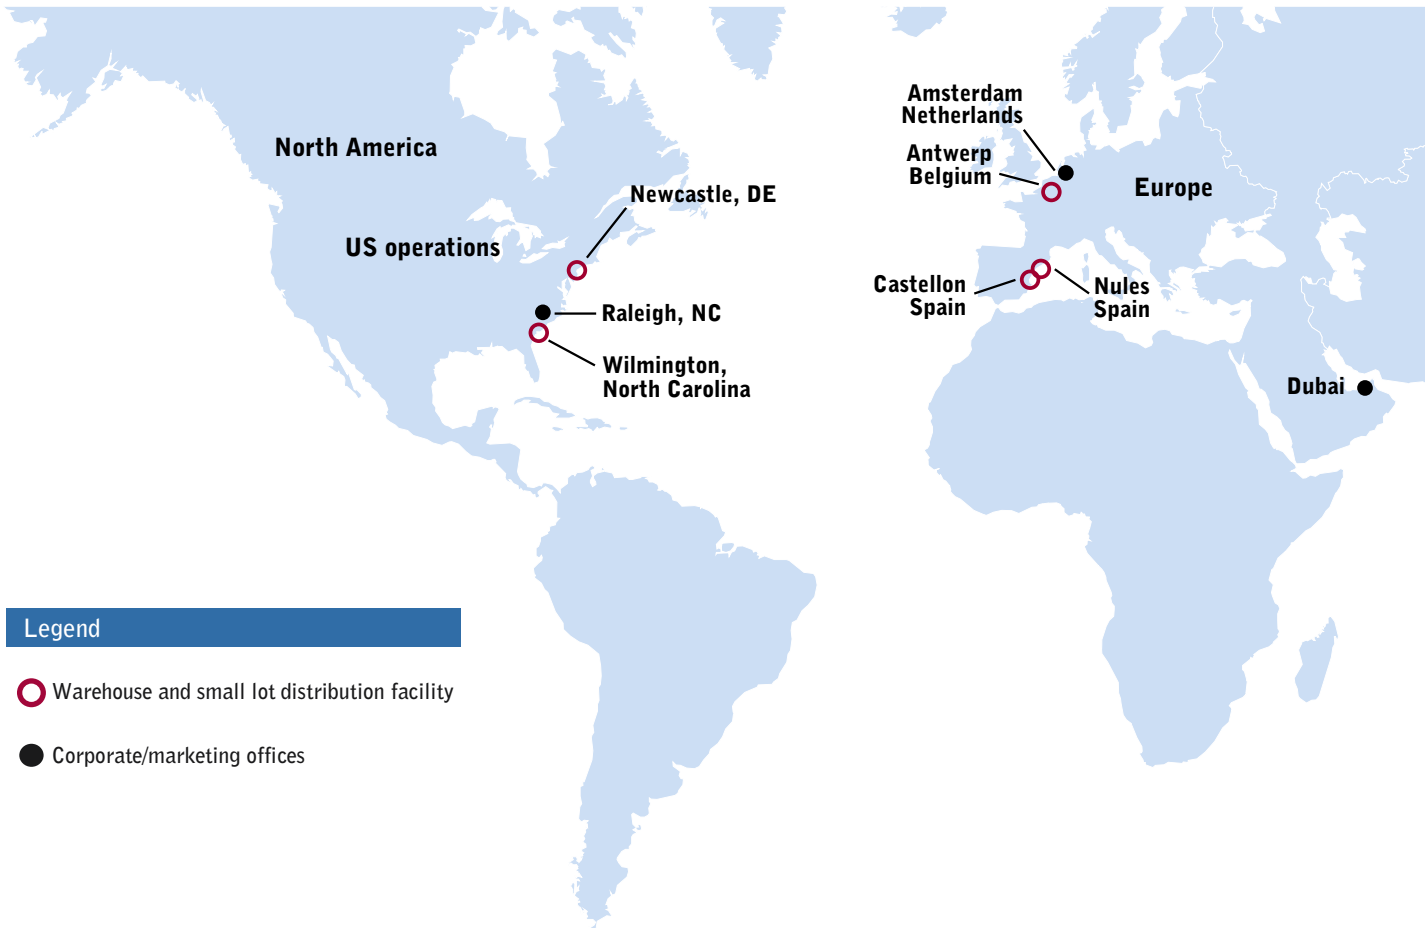 North America
US operations
Newcastle, DE
Raleigh, NC
Wilmington,
North Carolina
Amsterdam
Netherlands
Antwerp
Belgium
Europe
Castellon
Spain
Nules
Spain
Dubai
Legend
Warehouse and small lot distribution facility
Corporate/marketing offices